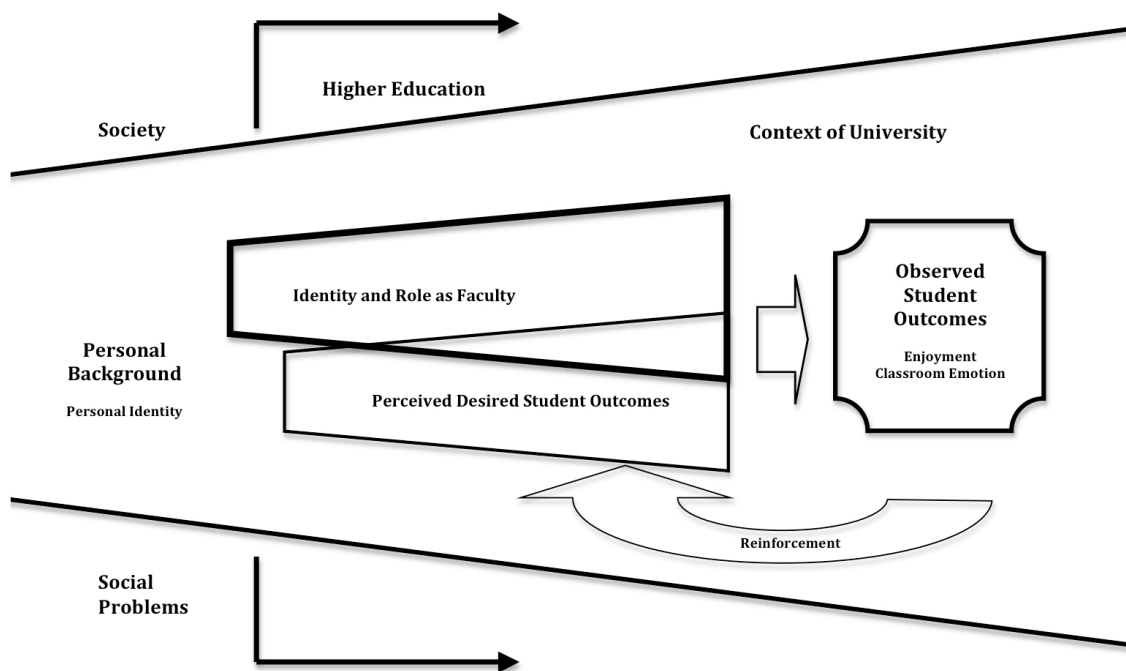 Higher Education
Society
Context of University
Identity and Role as Faculty
Observed
Student
Outcomes
Enjoyment
Classroom Emotion
Personal
Background
Personal Identity
Perceived Desired Student Outcomes
Reinforcement
Social
Problems